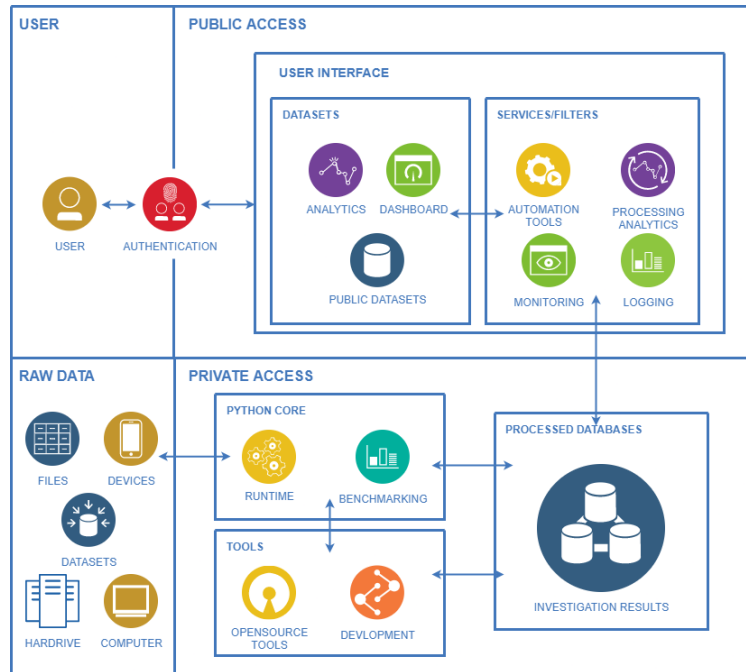 USER
PUBLIC ACCESS
USER INTERFACE
DATASETS
SERVICES/FILTERS
ANALYTICS
DASHBOARD
AUTOMATION
TOOLS
PROCESSING
ANALYTICS
USER
AUTHENTICATION
PUBLIC DATASETS
MONITORING
LOGGING
RAW DATA
PRIVATE ACCESS
PYTHON CORE
PROCESSED DATABASES
FILES
DEVICES
RUNTIME
BENCHMARKING
DATASETS
TOOLS
HARDRIVE
COMPUTER
OPENSOURCE
TOOLS
DEVLOPMENT
INVESTIGATION RESULTS